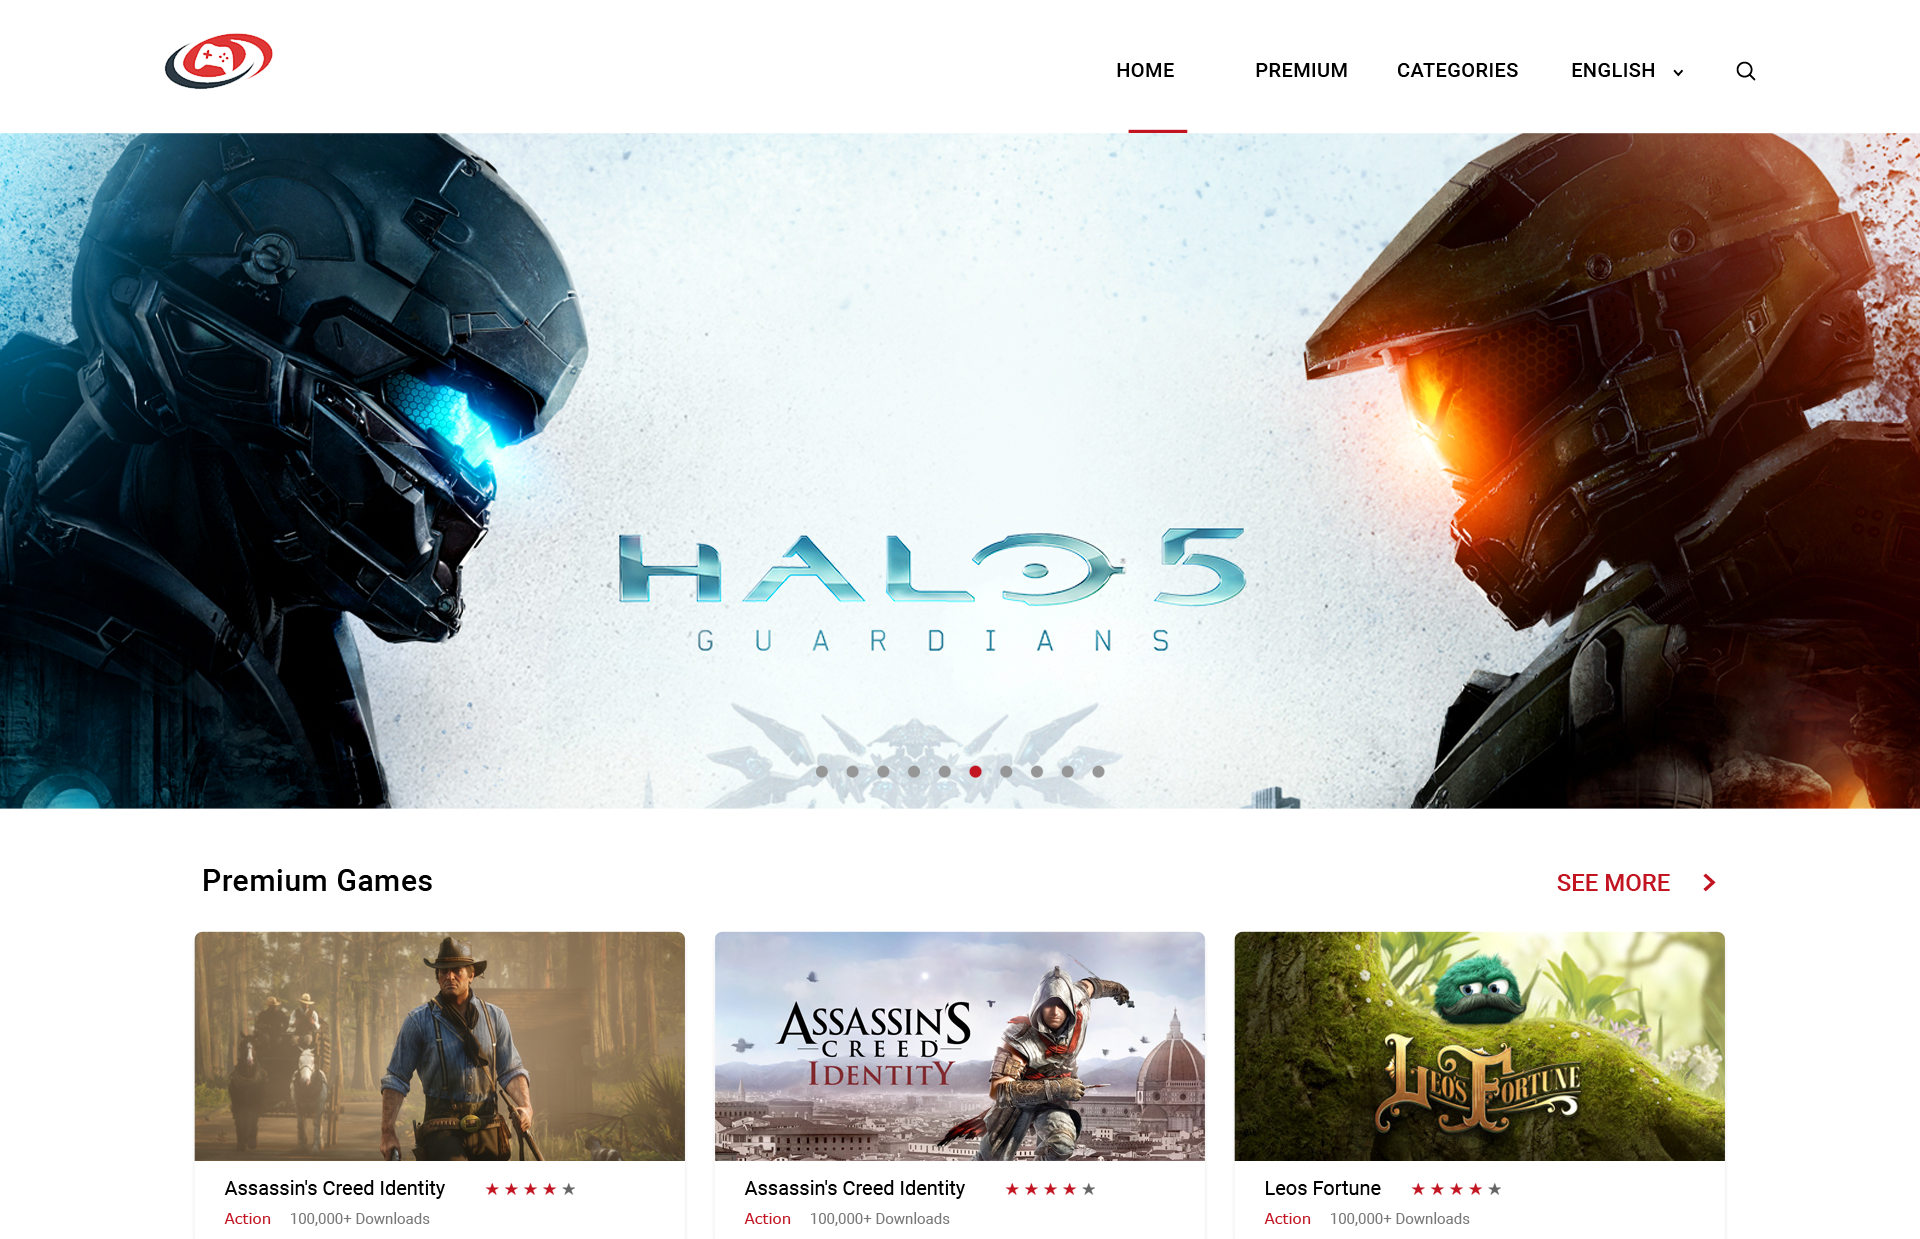 HOME PREMIUM CATEGORIES ENGLISH
HALO 5
GUARDIANS
Premium Games
SEE MORE
ASSASSIN'S
CREED
IDENTITY
LEO'S FORTUNE
Assassin's Creed Identity
Action 100,000+ Downloads
Assassin's Creed Identity
Action 100,000+ Downloads
Leos Fortune
Action 100,000+ Downloads